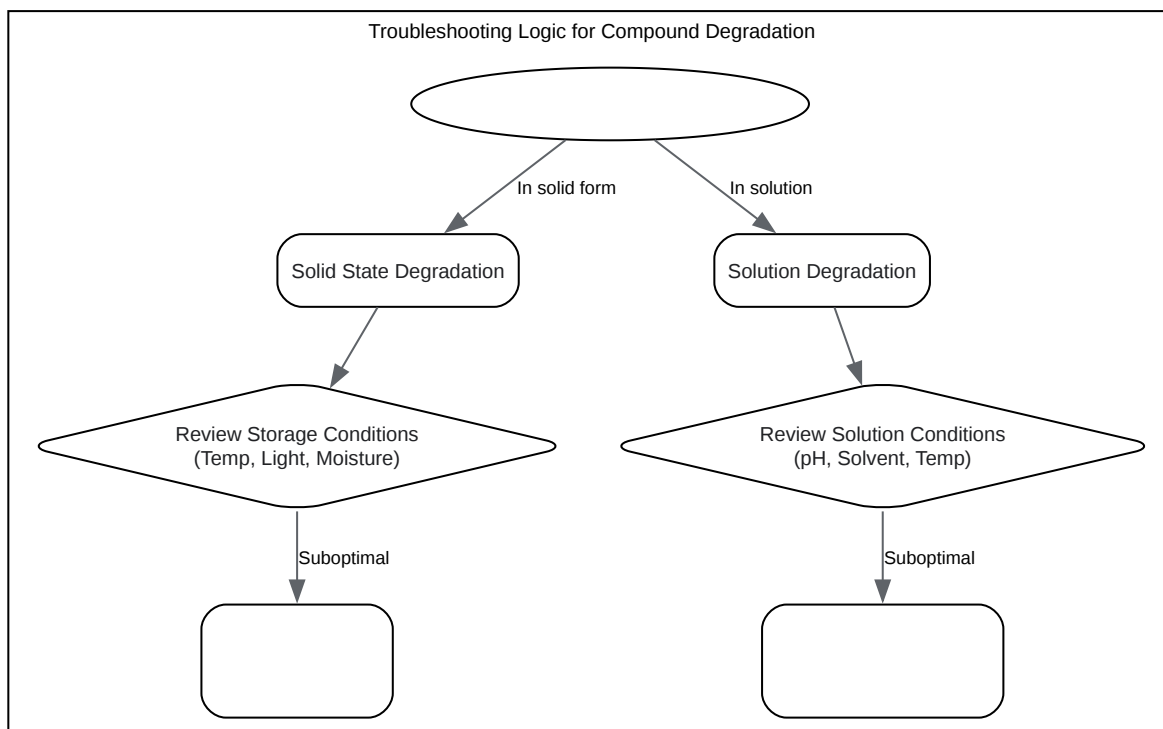 Troubleshooting Logic for Compound Degradation
In solid form
In solution
Solid State Degradation
Solution Degradation
Review Storage Conditions
(Temp, Light, Moisture)
Review Solution Conditions
(pH, Solvent, Temp)
Suboptimal
Suboptimal